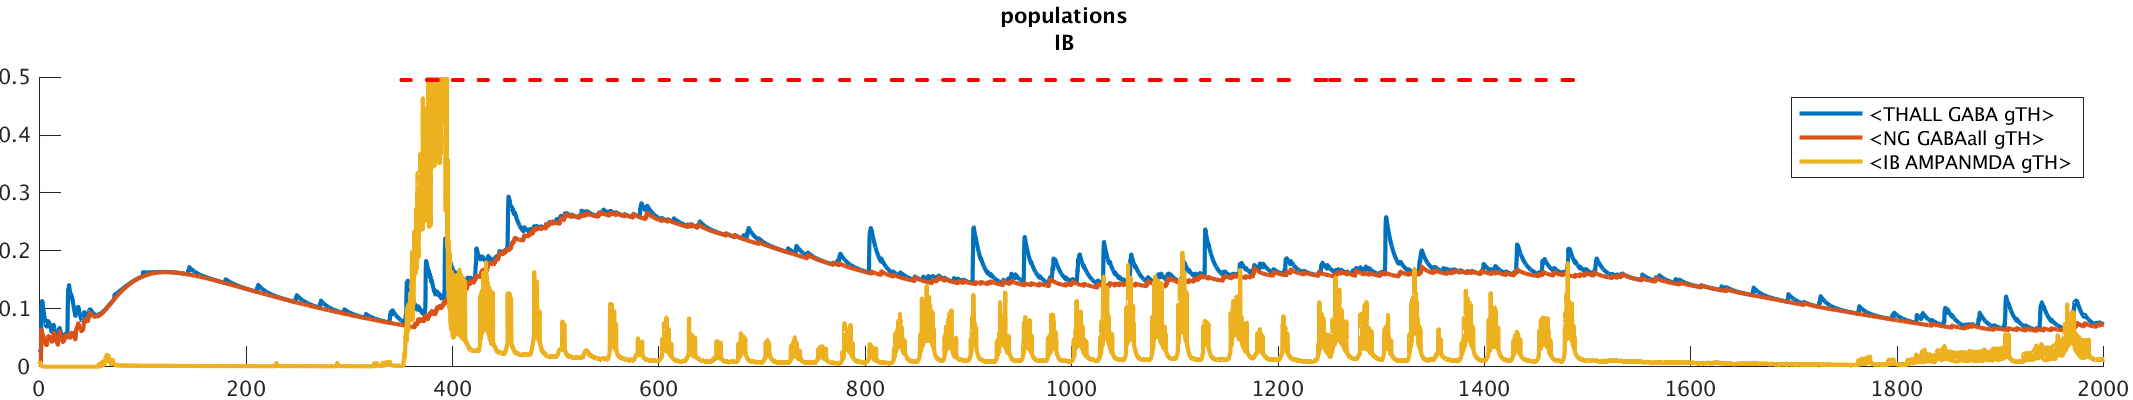 populations
IB
0.5
0.4
0.3
0.2
0.1
0
<THALL GABA gTH>
<NG GABAall gTH>
<IB AMPANMDA gTH>
0 200 400 600 800 1000 1200 1400 1600 1800 2000